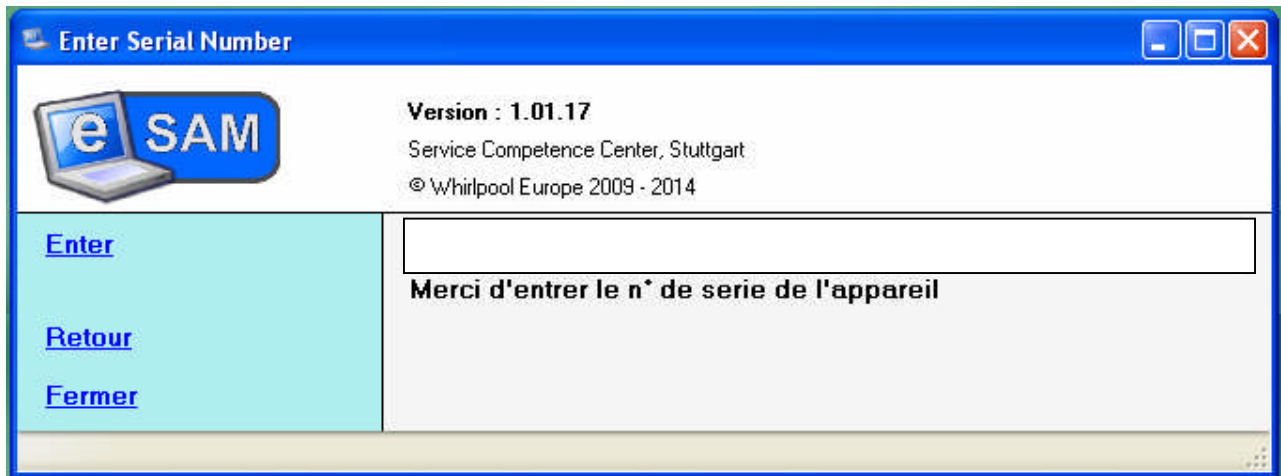 Enter Serial Number
e SAM
Version : 1.01.17
Service Competence Center, Stuttgart
© Whirlpool Europe 2009 - 2014
Enter
Merci d'entrer le n° de serie de l'appareil
Retour
Fermer